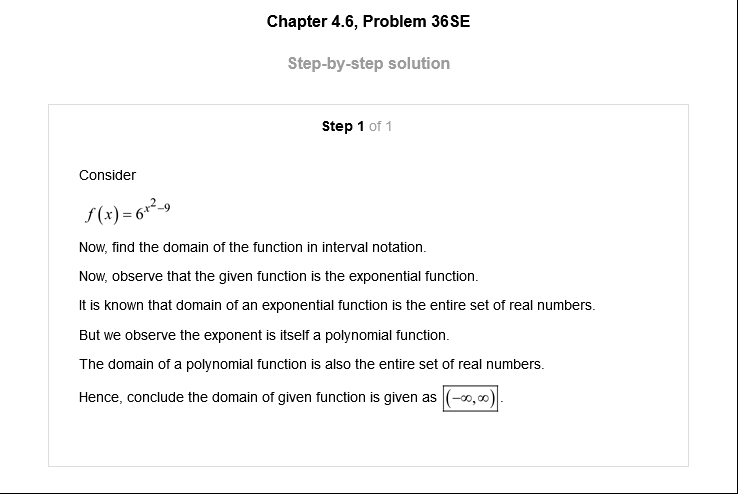 Chapter 4.6, Problem 36SE
Step-by-step solution
Step 1 of 1
Consider
f(x) = 6^{x^2-9}
Now, find the domain of the function in interval notation.
Now, observe that the given function is the exponential function.
It is known that domain of an exponential function is the entire set of real numbers.
But we observe the exponent is itself a polynomial function.
The domain of a polynomial function is also the entire set of real numbers.
Hence, conclude the domain of given function is given as (-∞,∞).